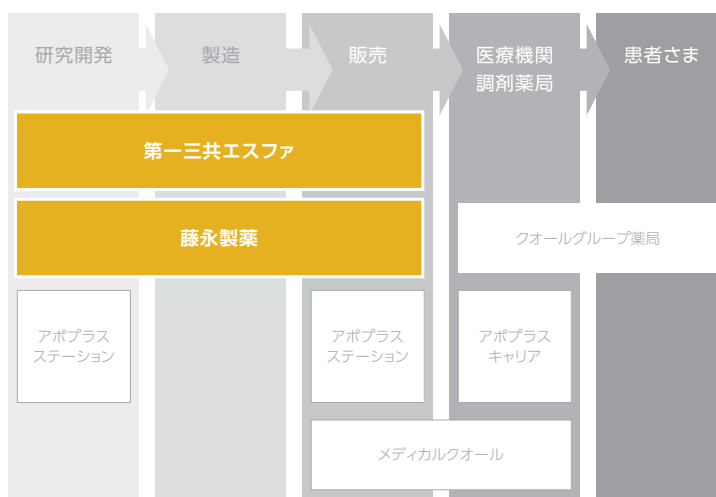 研究開発
製造
販売
医療機関
調剤薬局
患者さま
第一三共エスファ
藤永製薬
クオールグループ薬局
アポプラス
ステーション
アポプラス
ステーション
アポプラス
キャリア
メディカルクオール